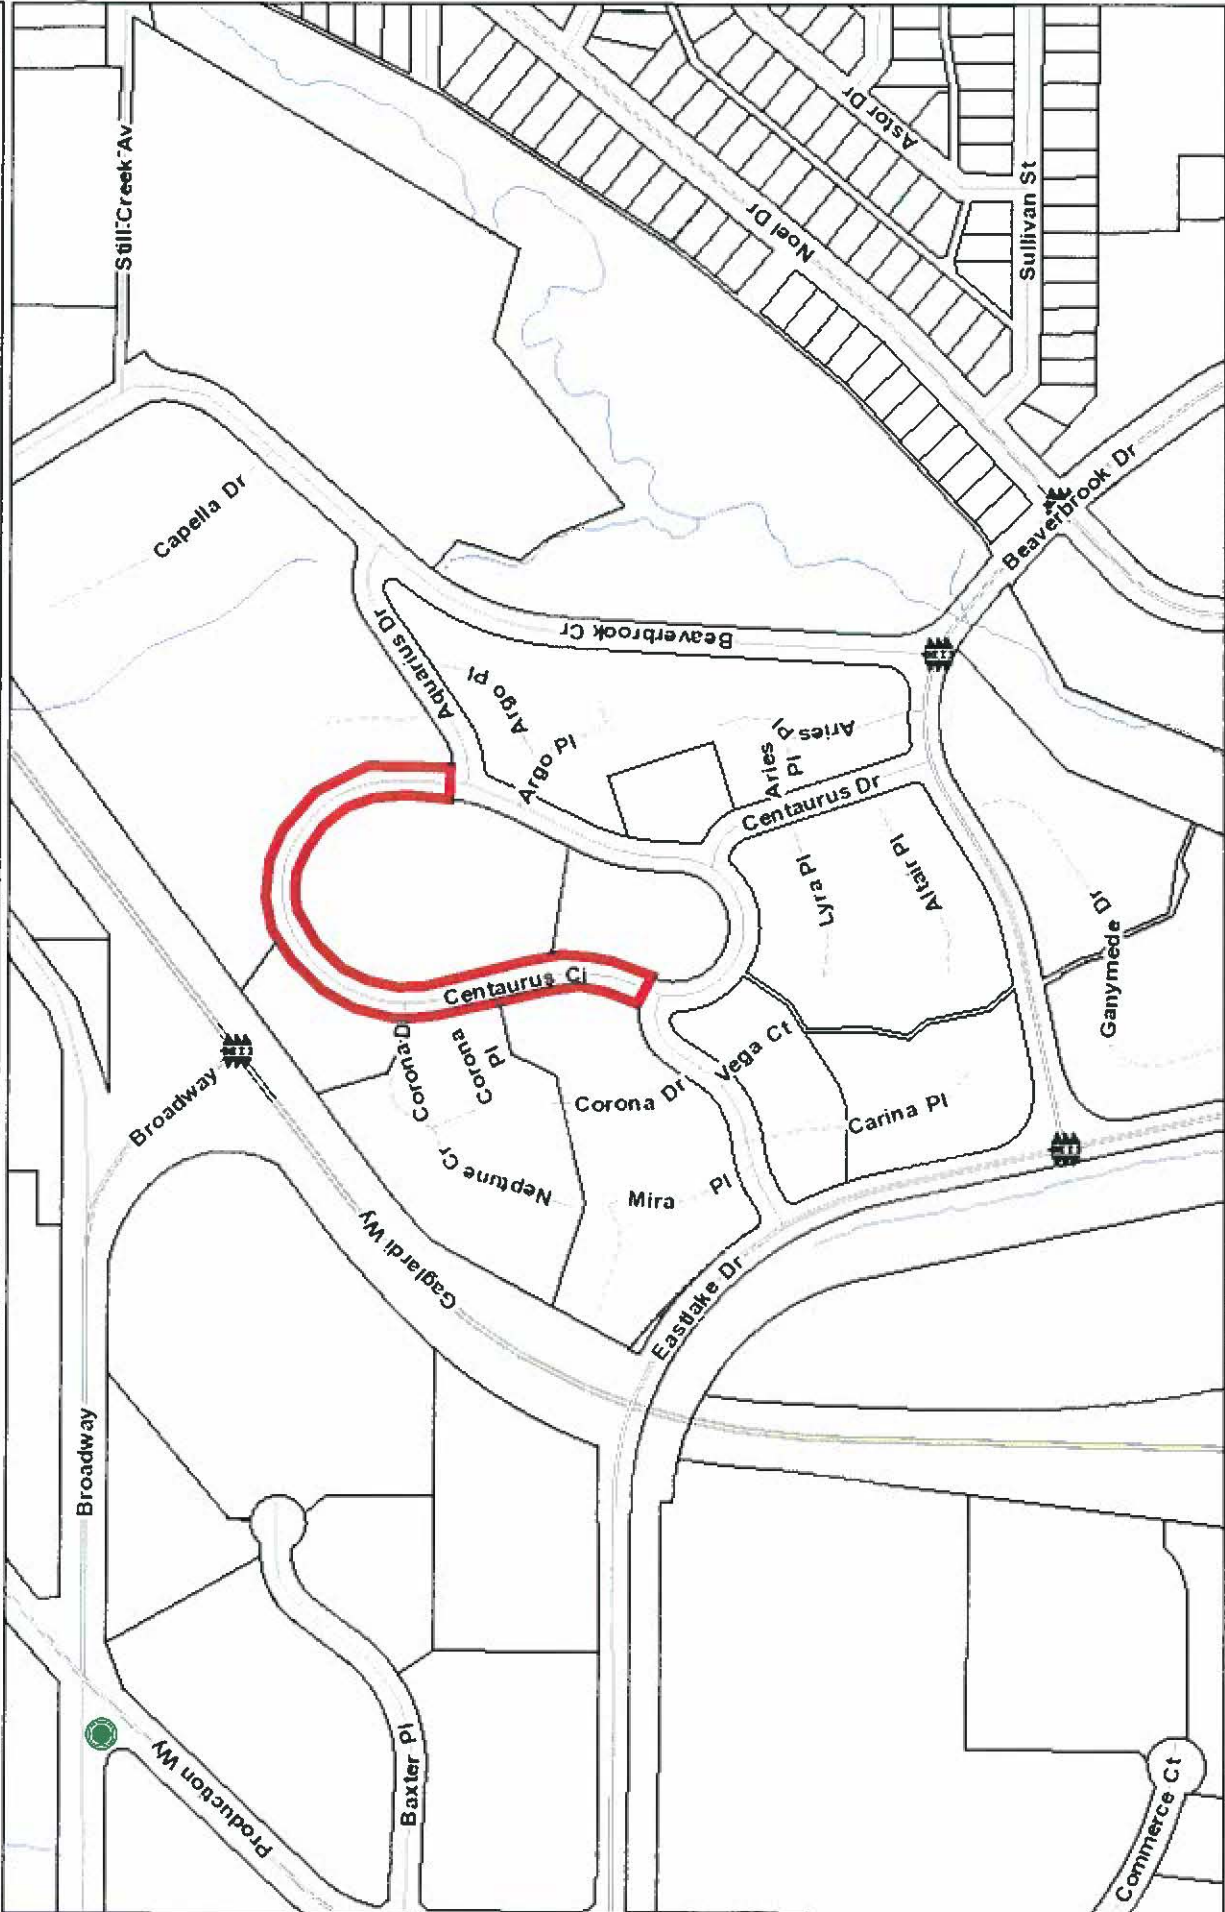 Still Creek Av
Astor Dr
Sullivan St
Noel Dr
Capella Dr
Beaverbrook Dr
Beaverbrook Cr
Aquarius Dr
Argo Pl
Argo Pl
Aries Pl
Aries Pl
Centaurus Dr
Lyra Pl
Altair Pl
Ganymede Dr
Centaurus Ci
Corona D
Corona Pl
Corona Dr
Vega Ct
Carina Pl
Neptune Cr
Mira Pl
Broadway
Gaglardi Wy
Eastlake Dr
Broadway
Baxter Pl
Production Wy
Commerce Ct